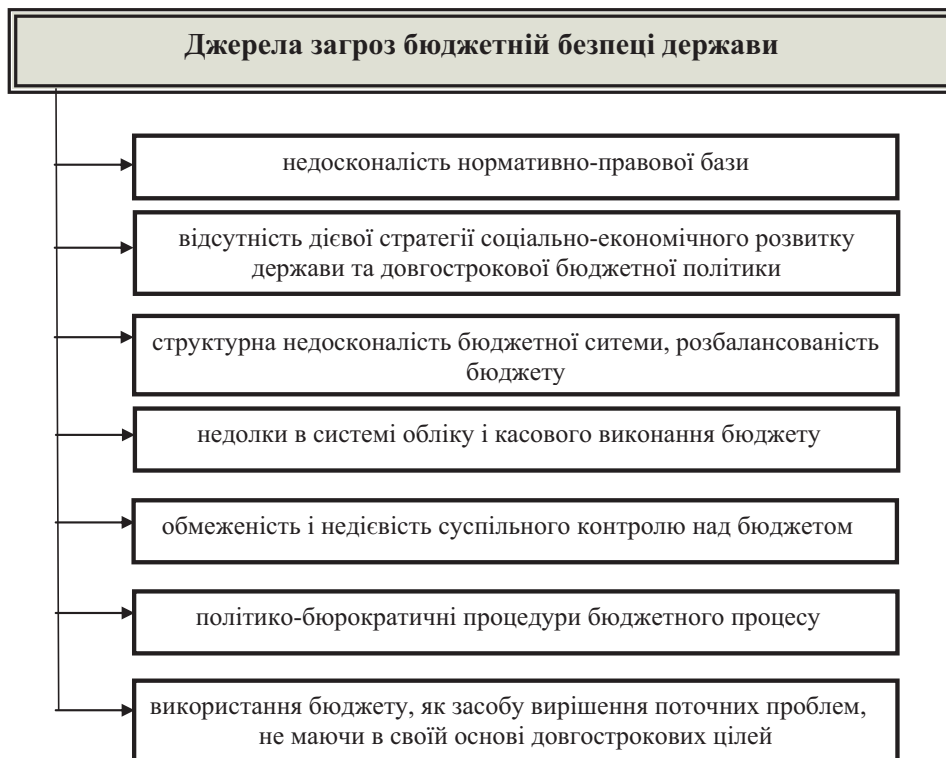 Джерела загроз бюджетній безпеці держави
недосконалість нормативно-правової бази
відсутність дієвої стратегії соціально-економічного розвитку
держави та довгострокової бюджетної політики
структурна недосконалість бюджетної ситеми, розбалансованість
бюджету
недолки в системі обліку і касового виконання бюджету
обмеженість і недієвість суспільного контролю над бюджетом
політико-бюрократичні процедури бюджетного процесу
використання бюджету, як засобу вирішення поточних проблем,
не маючи в своїй основі довгострокових цілей